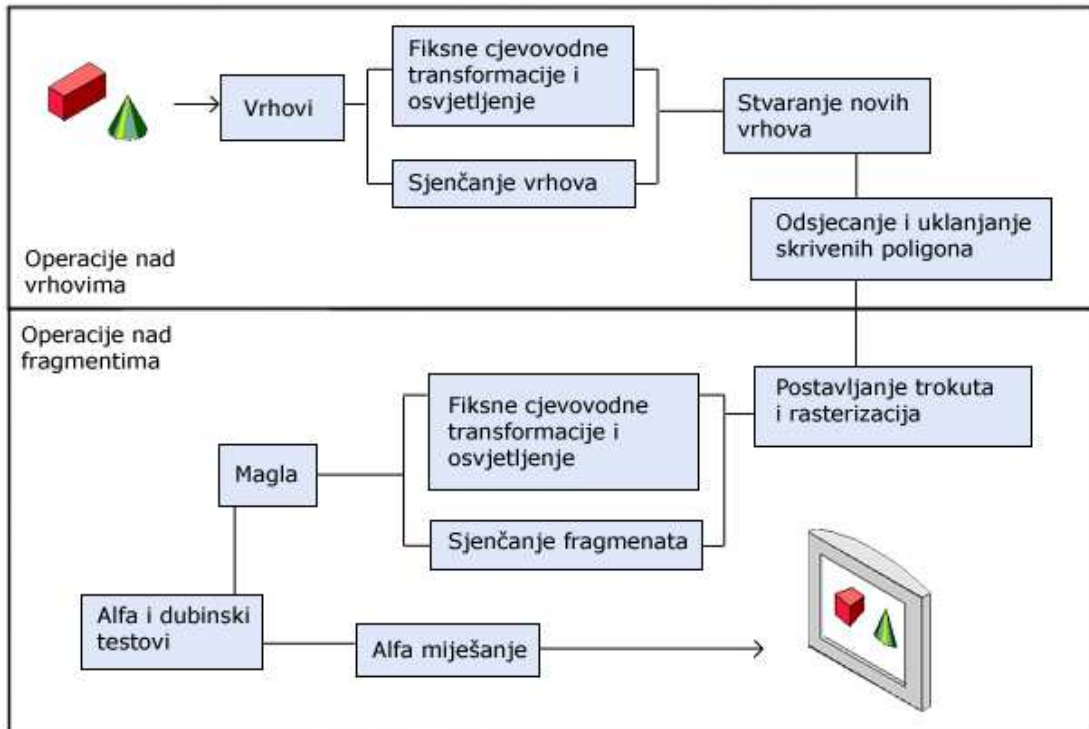 Vrhovi
Fiksne cjevovodne
transformacije i
osvjetljenje
Sjenčanje vrhova
Stvaranje novih
vrhova
Odsjecanje i uklanjanje
skrivenih poligona
Operacije nad
vrhovima
Operacije nad
fragmentima
Postavljanje trokuta
i rasterizacija
Fiksne cjevovodne
transformacije i
osvjetljenje
Sjenčanje fragmenata
Magla
Alfa i dubinski
testovi
Alfa miješanje